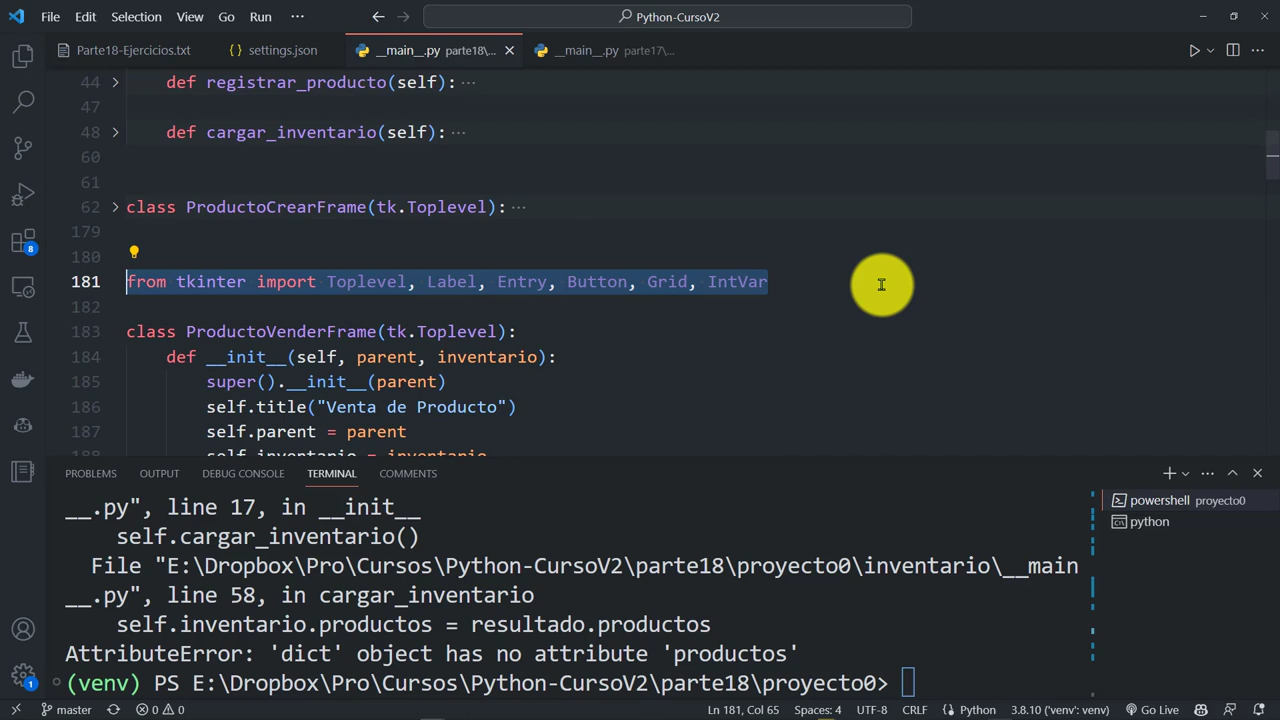 File Edit Selection View Go Run ··· Python-CursoV2
Parte18-Ejercicios.txt settings.json __main__.py parte18\... __main__.py parte17\...
44 def registrar_producto(self):···
47
48 def cargar_inventario(self):···
60
61
62 class ProductoCrearFrame(tk.Toplevel):···
179
180
181 from tkinter import Toplevel, Label, Entry, Button, Grid, IntVar
182
183 class ProductoVenderFrame(tk.Toplevel):
184 def __init__(self, parent, inventario):
185 super().__init__(parent)
186 self.title("Venta de Producto")
187 self.parent = parent
188 self.inventario = inventario
PROBLEMS OUTPUT DEBUG CONSOLE TERMINAL COMMENTS
__.py", line 17, in __init__
self.cargar_inventario()
File "E:\Dropbox\Pro\Cursos\Python-CursoV2\parte18\proyecto0\inventario\__main
__.py", line 58, in cargar_inventario
self.inventario.productos = resultado.productos
AttributeError: 'dict' object has no attribute 'productos'
(venv) PS E:\Dropbox\Pro\Cursos\Python-CursoV2\parte18\proyecto0>
powershell proyecto0
python
8
1
master 0 0 Ln 181, Col 65 Spaces: 4 UTF-8 CRLF Python 3.8.10 ('venv': venv) Go Live